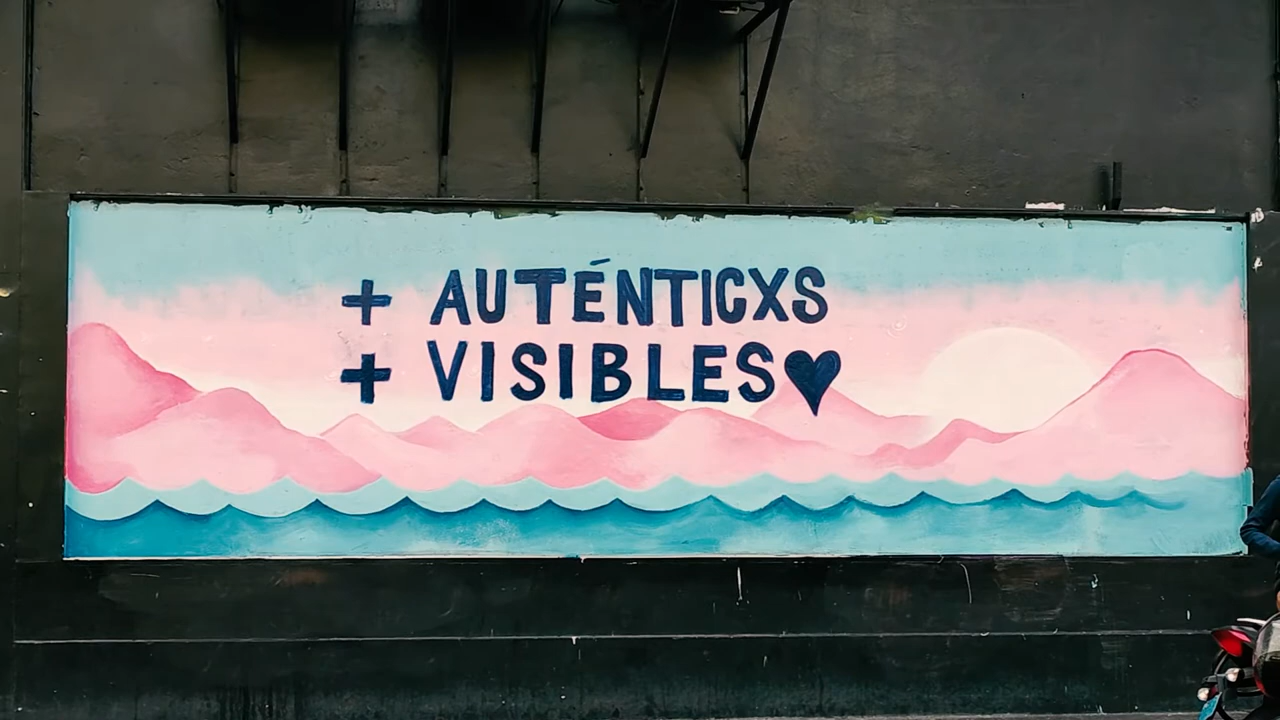 + AUTÉNTICXS
+ VISIBLES♥